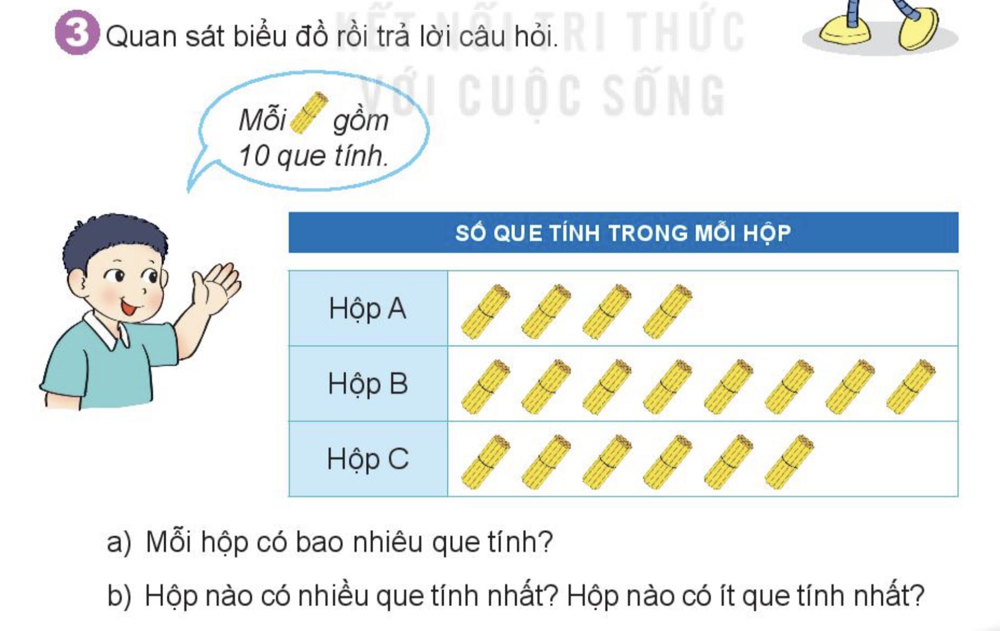 3 Quan sát biểu đồ rồi trả lời câu hỏi.
KẾT NỐI TRI THỨC
VỚI CUỘC SỐNG
Mỗi gồm
10 que tính.
SỐ QUE TÍNH TRONG MỖI HỘP
Hộp A
Hộp B
Hộp C
a) Mỗi hộp có bao nhiêu que tính?
b) Hộp nào có nhiều que tính nhất? Hộp nào có ít que tính nhất?